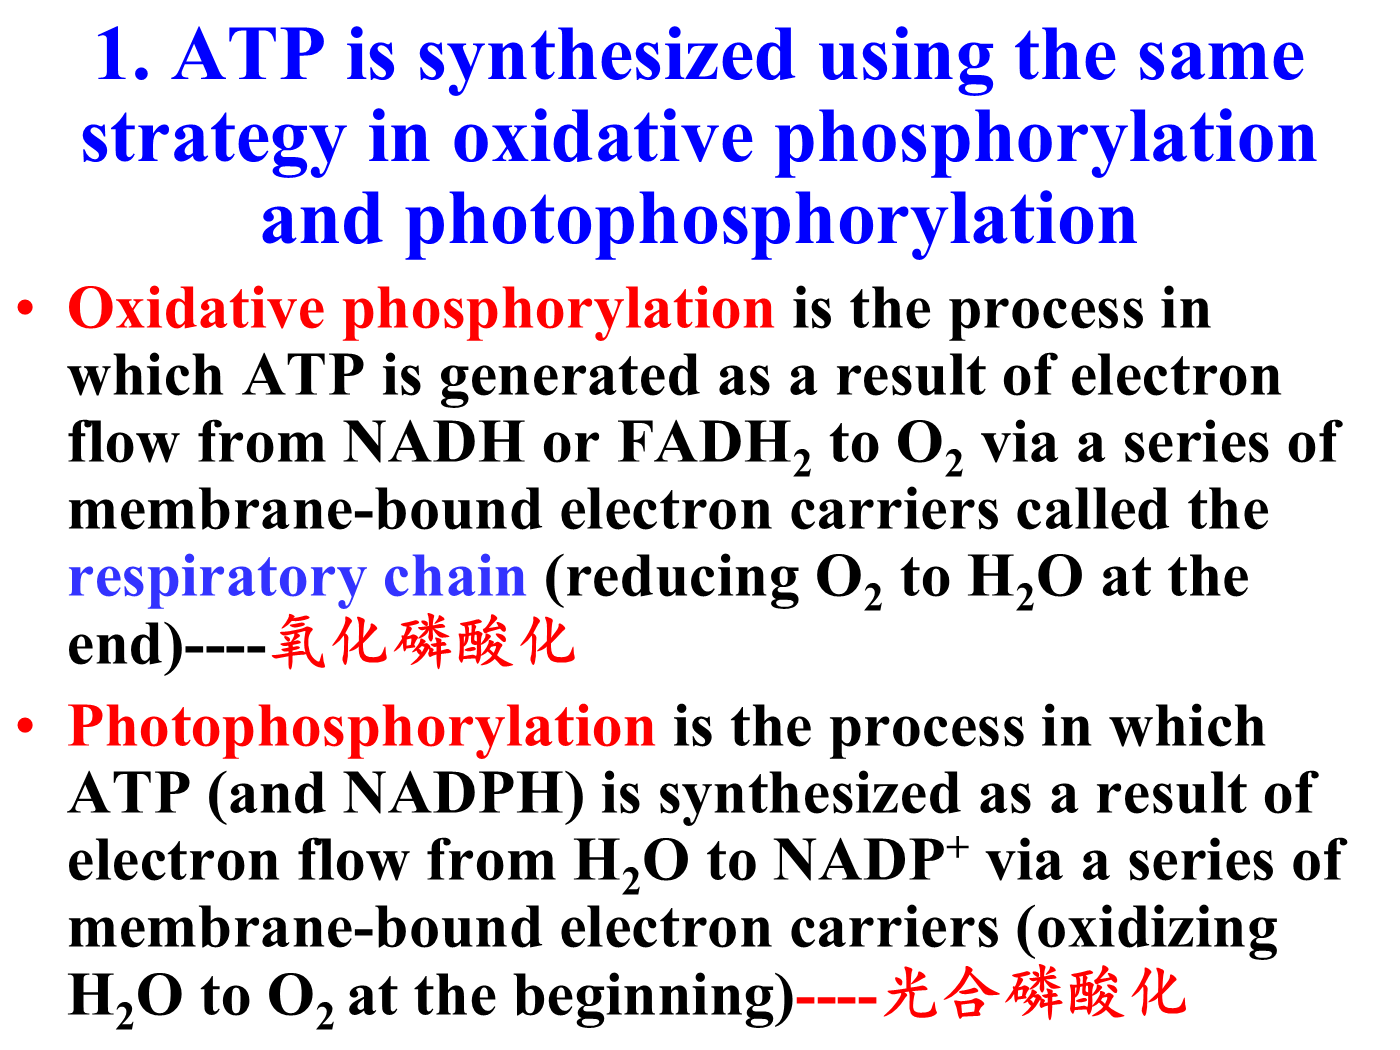 1. ATP is synthesized using the same
strategy in oxidative phosphorylation
and photophosphorylation
• Oxidative phosphorylation is the process in
which ATP is generated as a result of electron
flow from NADH or FADH₂ to O₂ via a series of
membrane-bound electron carriers called the
respiratory chain (reducing O₂ to H₂O at the
end)----氧化磷酸化
• Photophosphorylation is the process in which
ATP (and NADPH) is synthesized as a result of
electron flow from H₂O to NADP⁺ via a series of
membrane-bound electron carriers (oxidizing
H₂O to O₂ at the beginning)----光合磷酸化